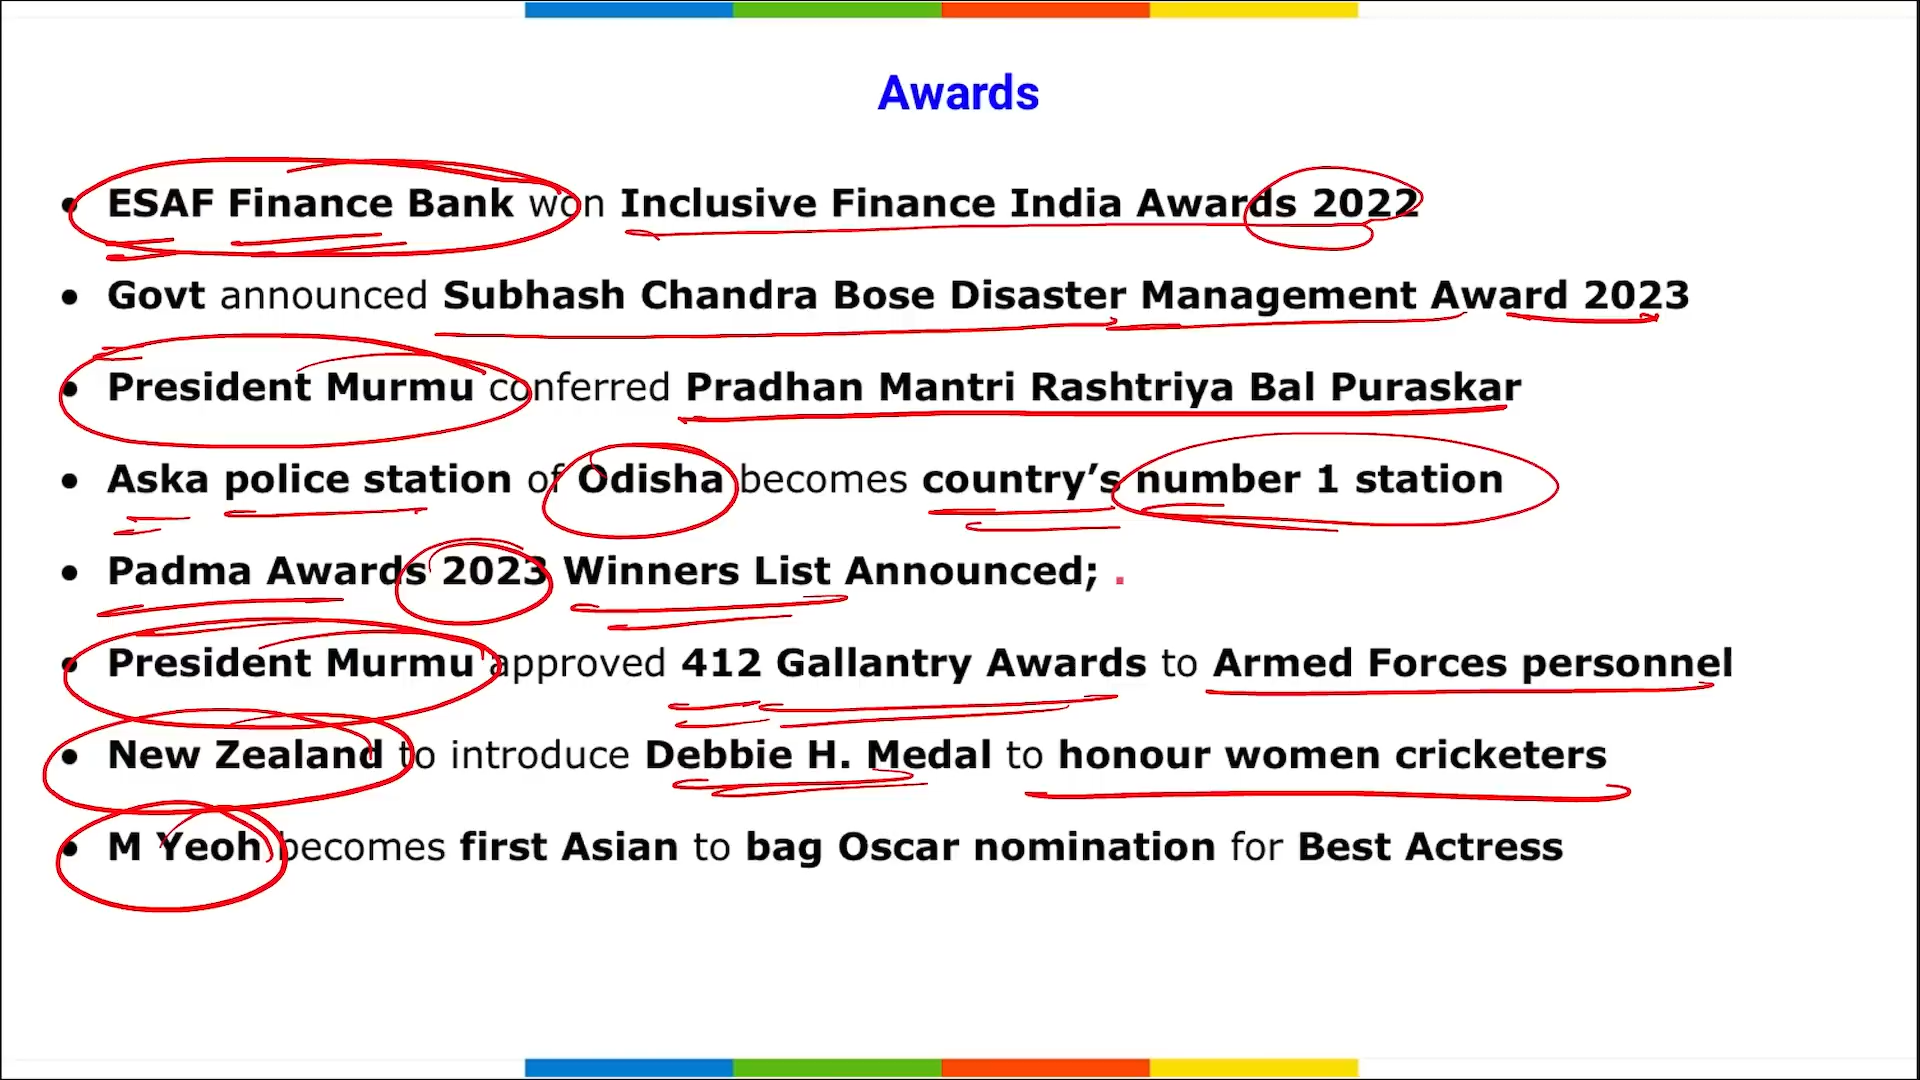 Awards
• ESAF Finance Bank won Inclusive Finance India Awards 2022
• Govt announced Subhash Chandra Bose Disaster Management Award 2023
• President Murmu conferred Pradhan Mantri Rashtriya Bal Puraskar
• Aska police station of Odisha becomes country’s number 1 station
• Padma Awards 2023 Winners List Announced; .
• President Murmu approved 412 Gallantry Awards to Armed Forces personnel
• New Zealand to introduce Debbie H. Medal to honour women cricketers
• M Yeoh becomes first Asian to bag Oscar nomination for Best Actress